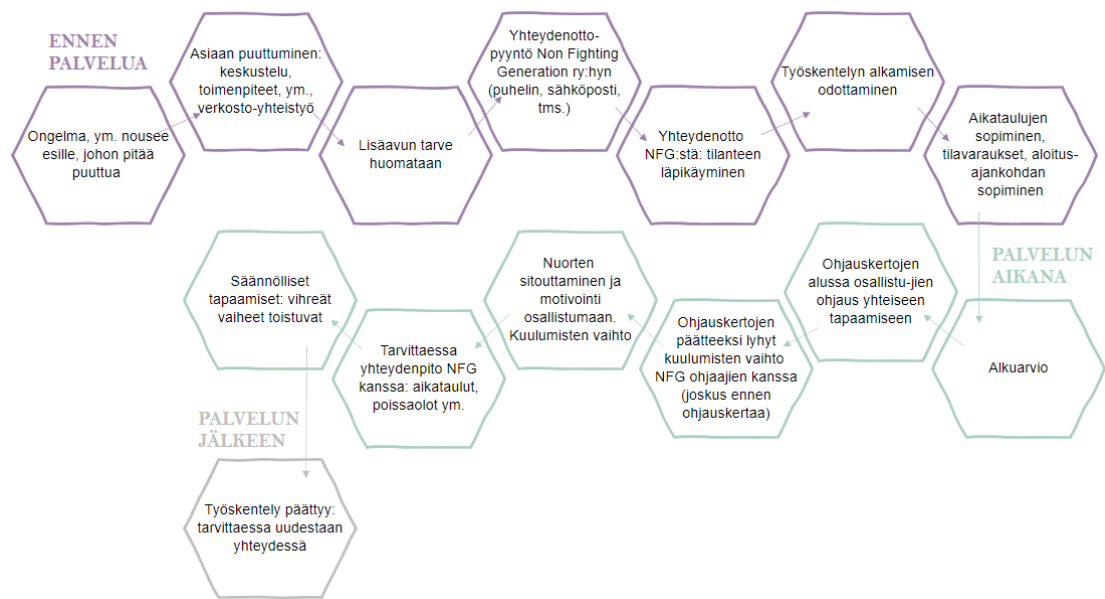 ENNEN
PALVELUA
Ongelma, ym. nousee
esille, johon pitää
puuttua
Asiaan puuttuminen:
keskustelu,
toimenpiteet, ym.,
verkosto-yhteistyö
Lisäavun tarve
huomataan
Yhteydenotto-
pyyntö Non Fighting
Generation ry:hyn
(puhelin, sähköposti,
tms.)
Yhteydenotto
NFG:stä: tilanteen
läpikäyminen
Työskentelyn alkamisen
odottaminen
Aikataulujen
sopiminen,
tilavaraukset, aloitus-
ajankohdan
sopiminen
PALVELUN
AIKANA
Alkuarvio
Ohjauskertojen
alussa osallistu-jien
ohjaus yhteiseen
tapaamiseen
Ohjauskertojen
päätteeksi lyhyt
kuulumisten vaihto
NFG ohjaajien kanssa
(joskus ennen
ohjauskertaa)
Nuorten
sitouttaminen ja
motivointi
osallistumaan.
Kuulumisten vaihto
Tarvittaessa
yhteydenpito NFG
kanssa: aikataulut,
poissaolot ym.
Säännölliset
tapaamiset: vihreät
vaiheet toistuvat
PALVELUN
JÄLKEEN
Työskentely päättyy:
tarvittaessa uudestaan
yhteydessä